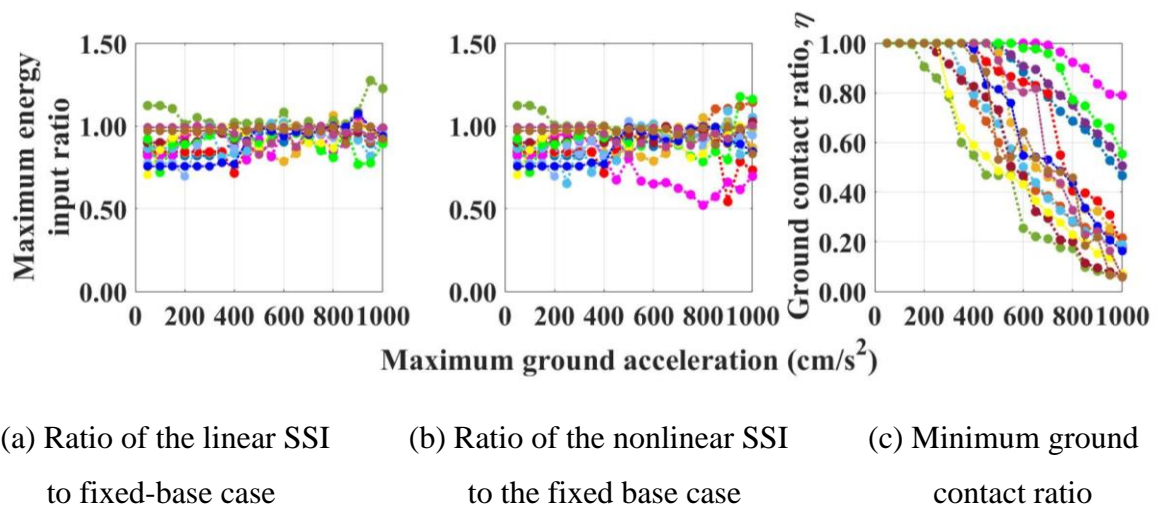 Maximum energy
input ratio
1.50
1.00
0.50
0.00
0 200 400 600 8001000
1.50
1.00
0.50
0.00
0 200 400 600 8001000
Ground contact ratio, η
1.00
0.80
0.60
0.40
0.20
0.00
0 200 400 600 8001000
Maximum ground acceleration (cm/s²)
(a) Ratio of the linear SSI
to fixed-base case
(b) Ratio of the nonlinear SSI
to the fixed base case
(c) Minimum ground
contact ratio